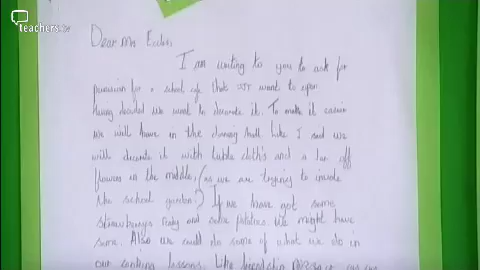 teachers.tv
Dear Mr
I am writing to you to ask for
permission for a school cafe that we want to open
Having decided we want to decorate it. To make it easier
we will have in the dinning hall. Like I said we
will decorate it with table cloth's and a of
flowers in the middle, (as we are trying to involve
the school garden?) If we have got some
strawberrys ready and some potatoes. We might have
some. Also we could do some of what we do in
our cooking lessons. Like